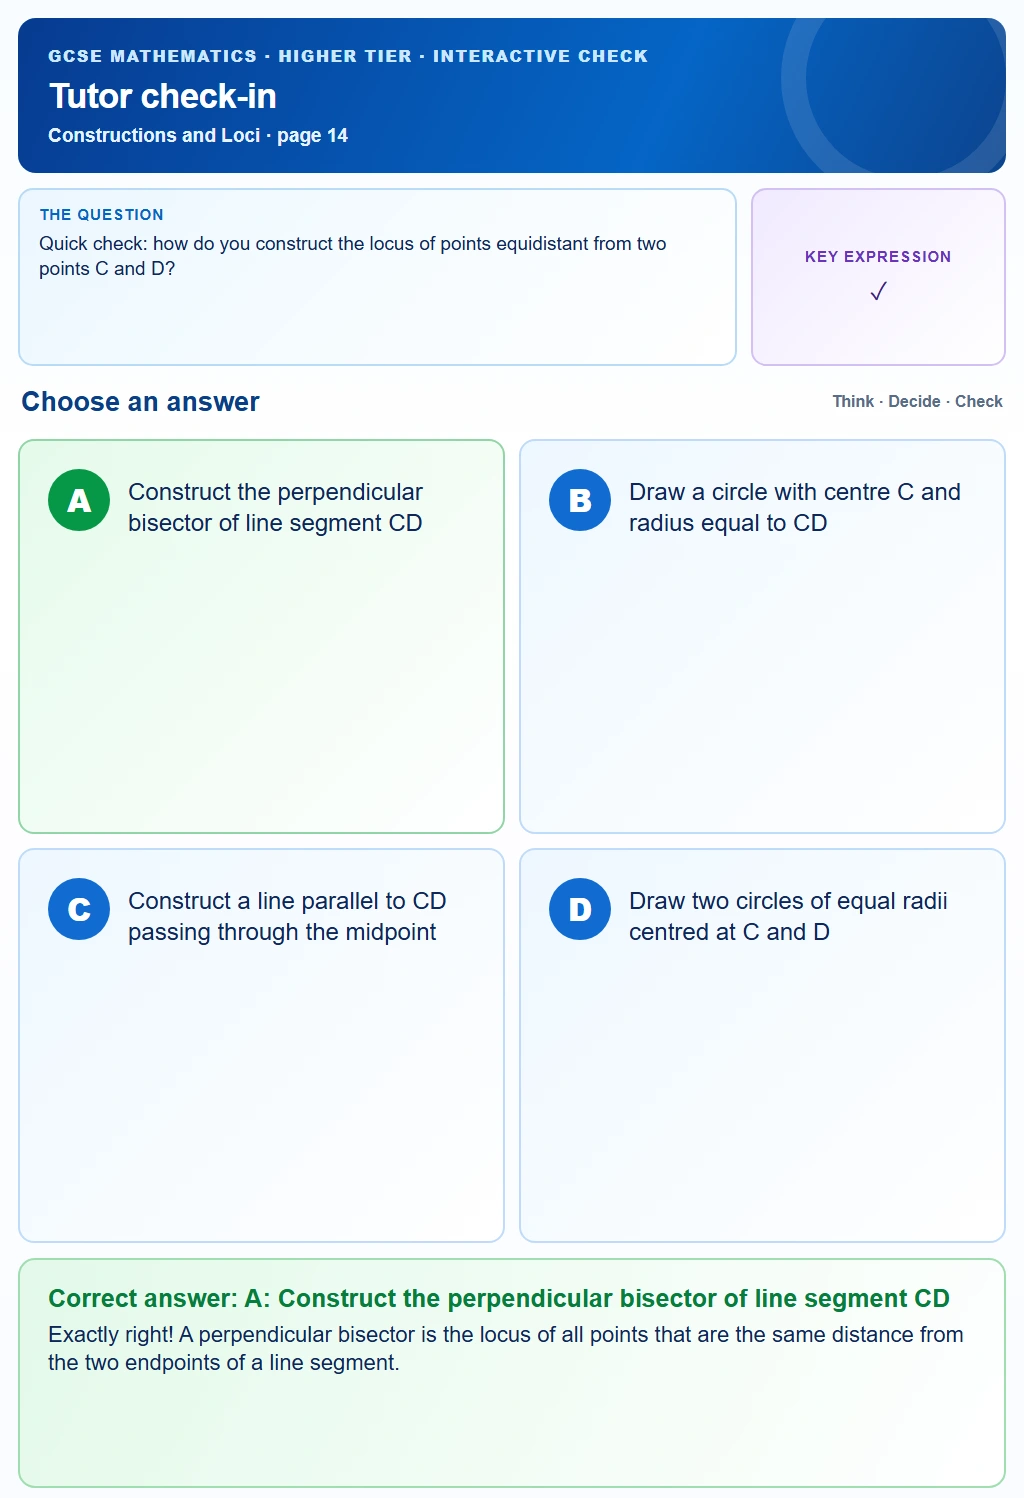 GCSE MATHEMATICS · HIGHER TIER · INTERACTIVE CHECK
Tutor check-in
Constructions and Loci · page 14
THE QUESTION
Quick check: how do you construct the locus of points equidistant from two
points C and D?
KEY EXPRESSION
✓
Choose an answer
Think · Decide · Check
A
Construct the perpendicular
bisector of line segment CD
B
Draw a circle with centre C and
radius equal to CD
C
Construct a line parallel to CD
passing through the midpoint
D
Draw two circles of equal radii
centred at C and D
Correct answer: A: Construct the perpendicular bisector of line segment CD
Exactly right! A perpendicular bisector is the locus of all points that are the same distance from
the two endpoints of a line segment.